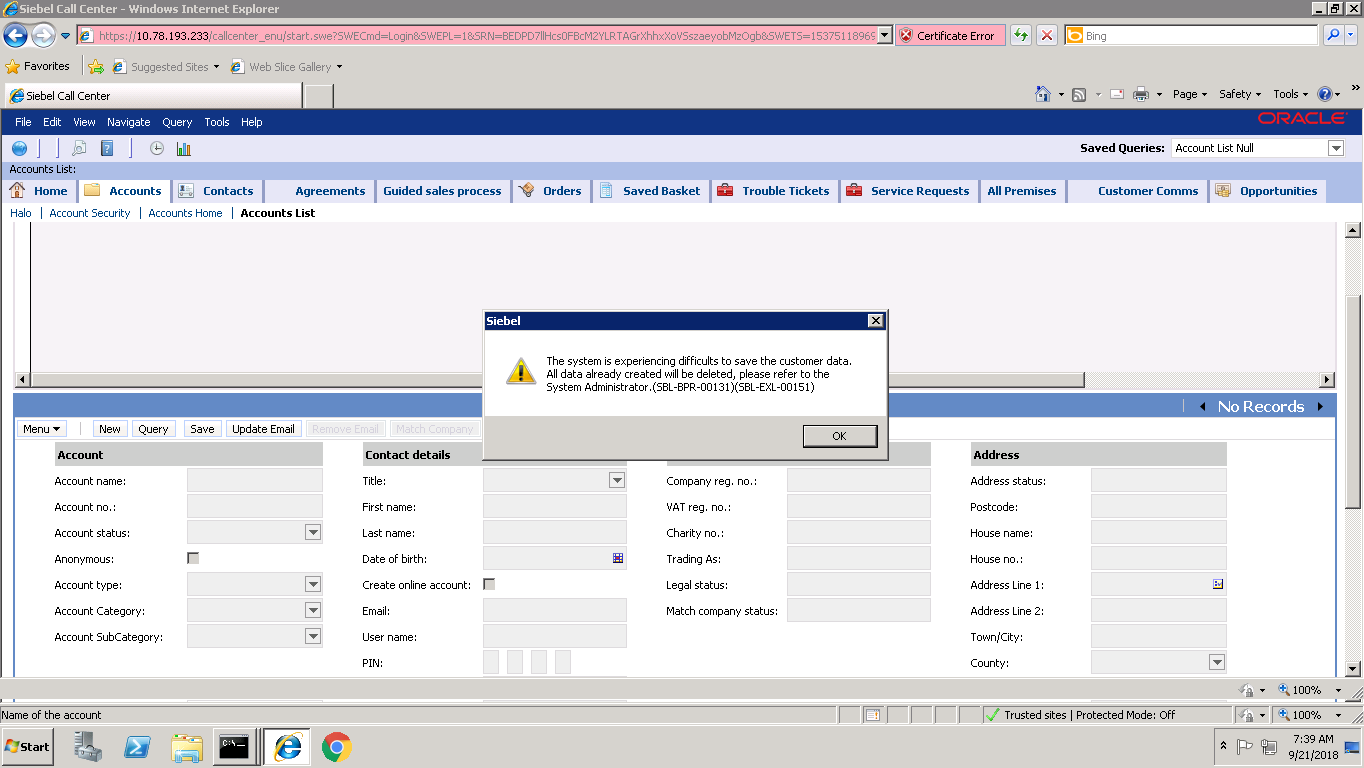 Siebel Call Center - Windows Internet Explorer
https://10.78.193.233/callcenter_enu/start.swe?SWECmd=Login&SWEPL=1&SRN= Certificate Error Bing
Favorites Suggested Sites Web Slice Gallery
Siebel Call Center Page Safety Tools »
File Edit View Navigate Query Tools Help ORACLE
Saved Queries: Account List Null
Accounts List:
Home Accounts Contacts Agreements Guided sales process Orders Saved Basket Trouble Tickets Service Requests All Premises Customer Comms Opportunities
Halo | Account Security | Accounts Home | Accounts List
Siebel
The system is experiencing difficults to save the customer data.
All data already created will be deleted, please refer to the
System Administrator.(SBL-BPR-00131)(SBL-EXL-00151)
OK
No Records
Menu New Query Save Update Email Remove Email Match Company
Account Contact details Address
Account name: Title: Company reg. no.: Address status:
Account no.: First name: VAT reg. no.: Postcode:
Account status: Last name: Charity no.: House name:
Anonymous: Date of birth: Trading As: House no.:
Account type: Create online account: Legal status: Address Line 1:
Account Category: Email: Match company status: Address Line 2:
Account SubCategory: User name: Town/City:
PIN: County:
100%
Name of the account Trusted sites | Protected Mode: Off 100%
Start 7:39 AM
9/21/2018